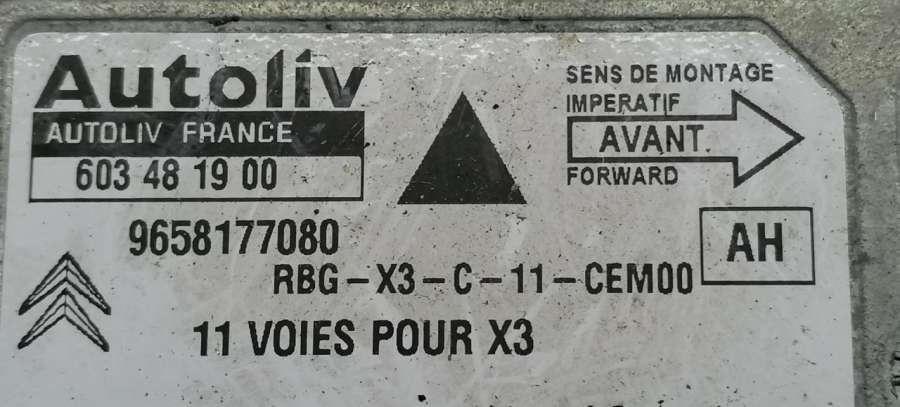 Autoliv
AUTOLIV FRANCE
603 48 19 00
SENS DE MONTAGE
IMPERATIF
AVANT.
FORWARD
9658177080
AH
RBG-X3-C-11-CEM00
11 VOIES POUR X3